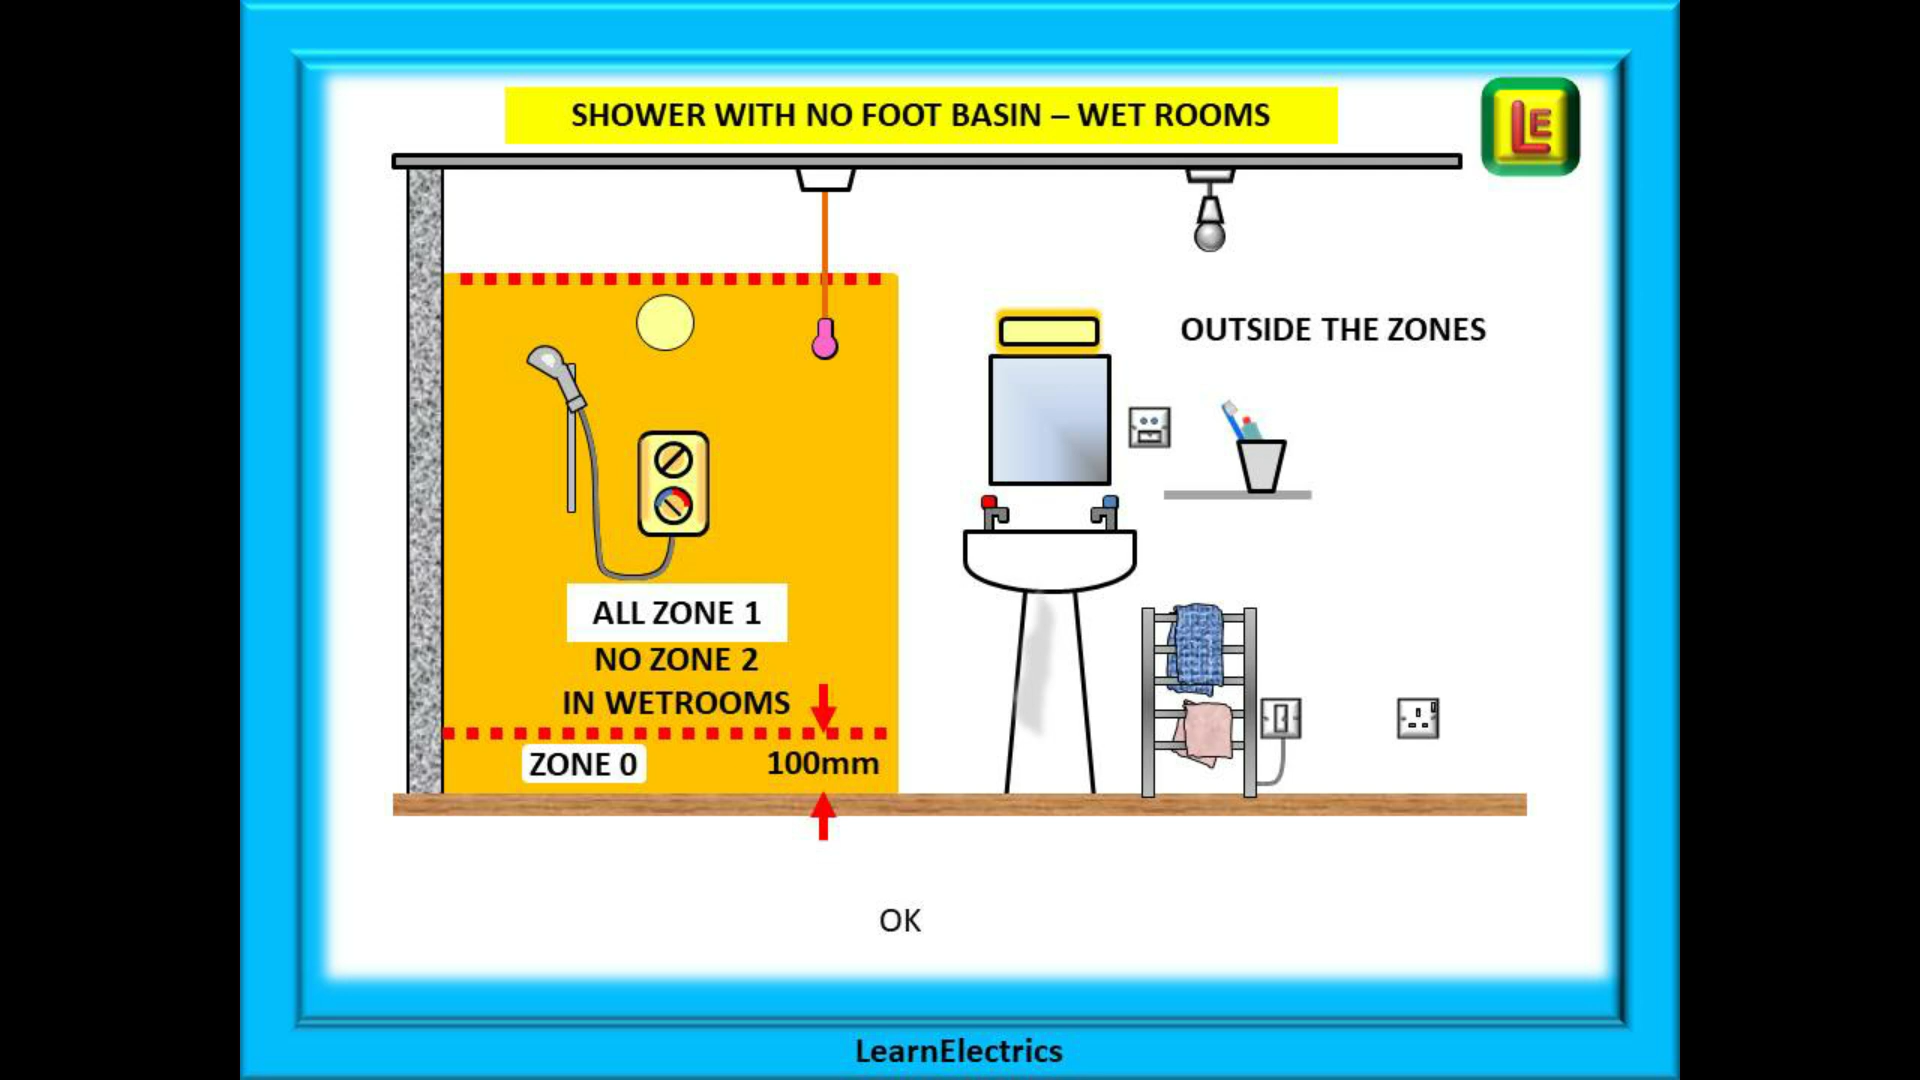 SHOWER WITH NO FOOT BASIN – WET ROOMS
LE
OUTSIDE THE ZONES
ALL ZONE 1
NO ZONE 2
IN WETROOMS
ZONE 0
100mm
OK
LearnElectrics